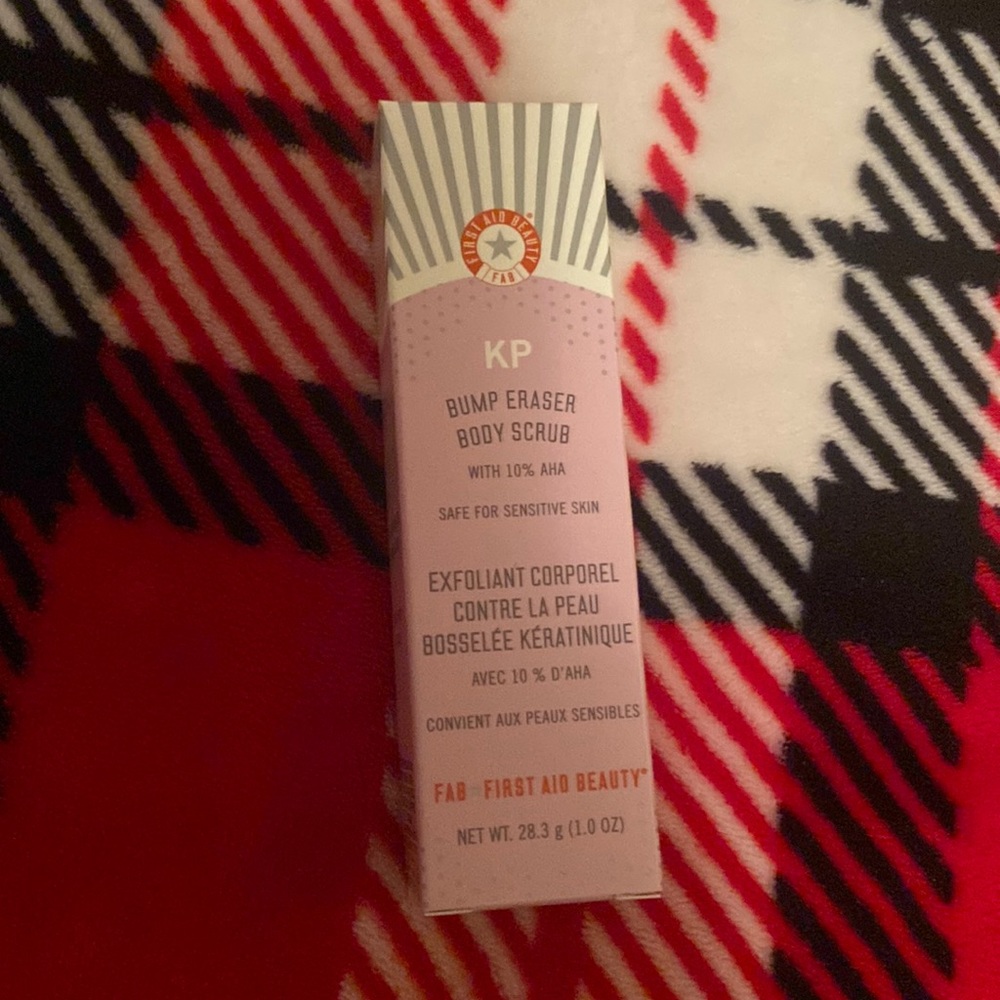 FIRST AID BEAUTY
FAB
KP
BUMP ERASER
BODY SCRUB
WITH 10% AHA
SAFE FOR SENSITIVE SKIN
EXFOLIANT CORPOREL
CONTRE LA PEAU
BOSSELÉE KÉRATINIQUE
AVEC 10 % D'AHA
CONVIENT AUX PEAUX SENSIBLES
FAB FIRST AID BEAUTY®
NET WT. 28.3 g (1.0 OZ)